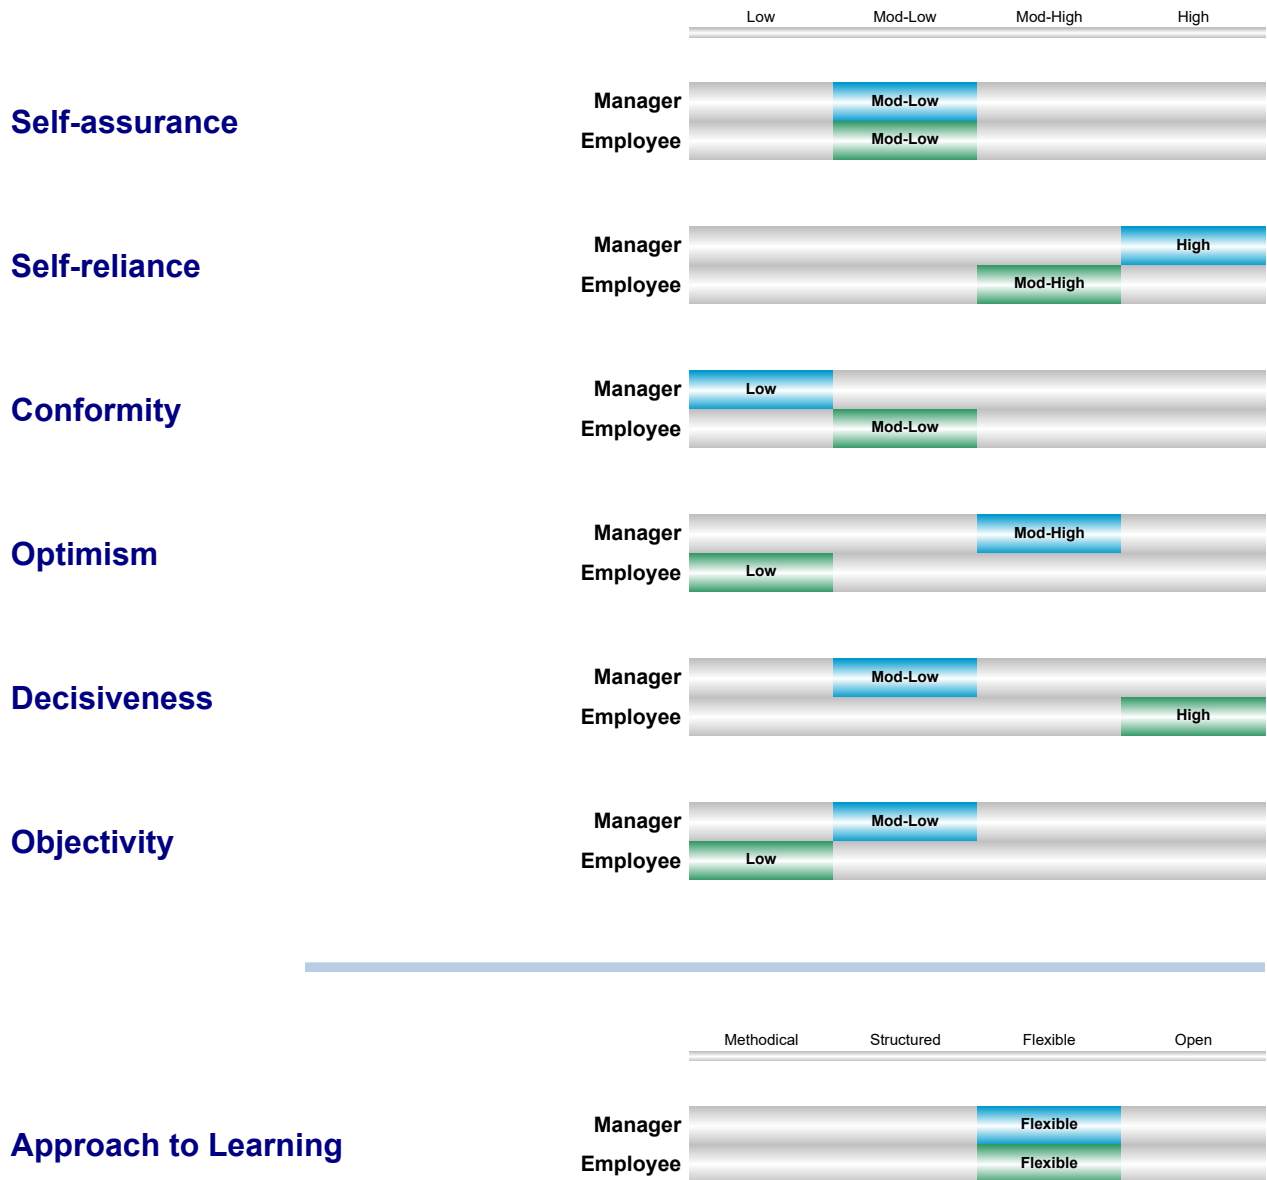 Low Mod-Low Mod-High High
Self-assurance
Manager Mod-Low
Employee Mod-Low
Self-reliance
Manager High
Employee Mod-High
Conformity
Manager Low
Employee Mod-Low
Optimism
Manager Mod-High
Employee Low
Decisiveness
Manager Mod-Low
Employee High
Objectivity
Manager Mod-Low
Employee Low
Methodical Structured Flexible Open
Approach to Learning
Manager Flexible
Employee Flexible